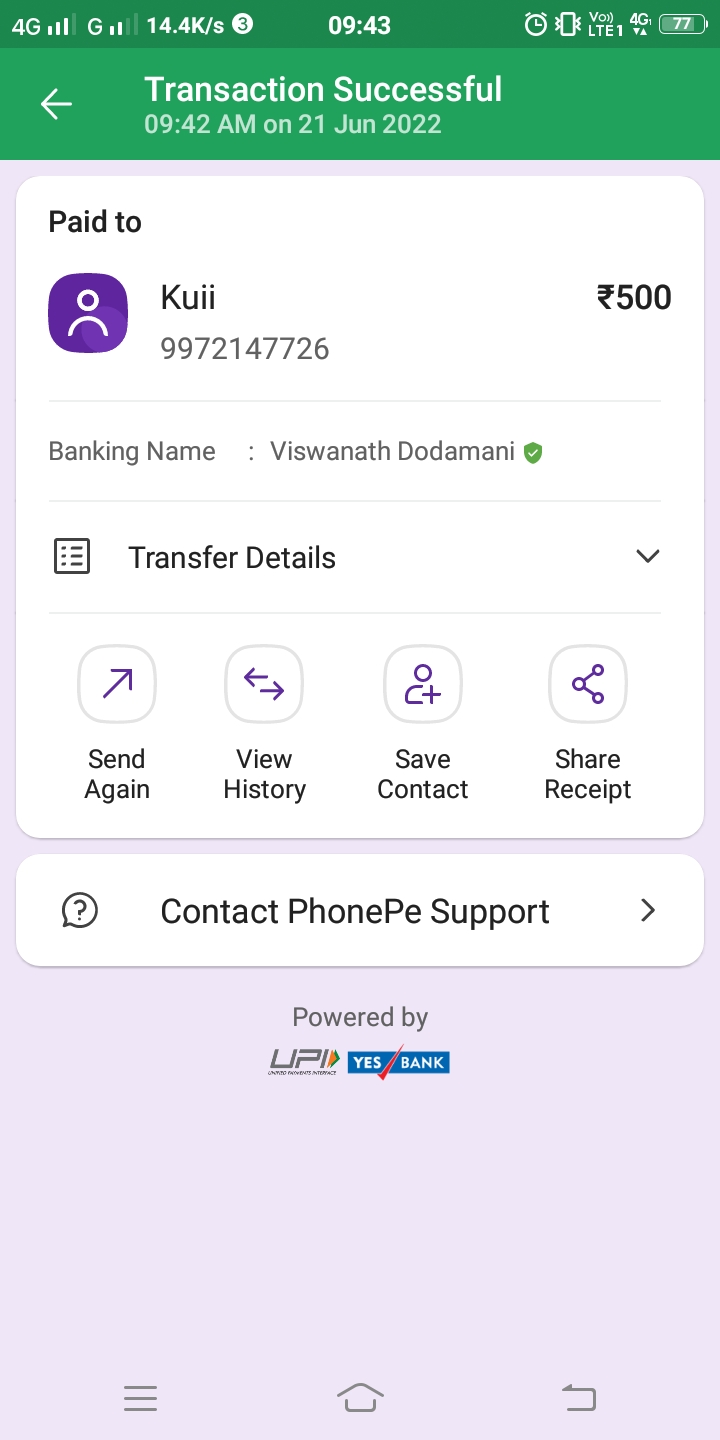 4G G 14.4K/s 3 09:43 Vo)) LTE 1 4G 77
Transaction Successful
09:42 AM on 21 Jun 2022
Paid to
Kuii ₹500
9972147726
Banking Name : Viswanath Dodamani
Transfer Details
Send Again
View History
Save Contact
Share Receipt
Contact PhonePe Support
Powered by
UPI YES BANK
UNIFIED PAYMENTS INTERFACE